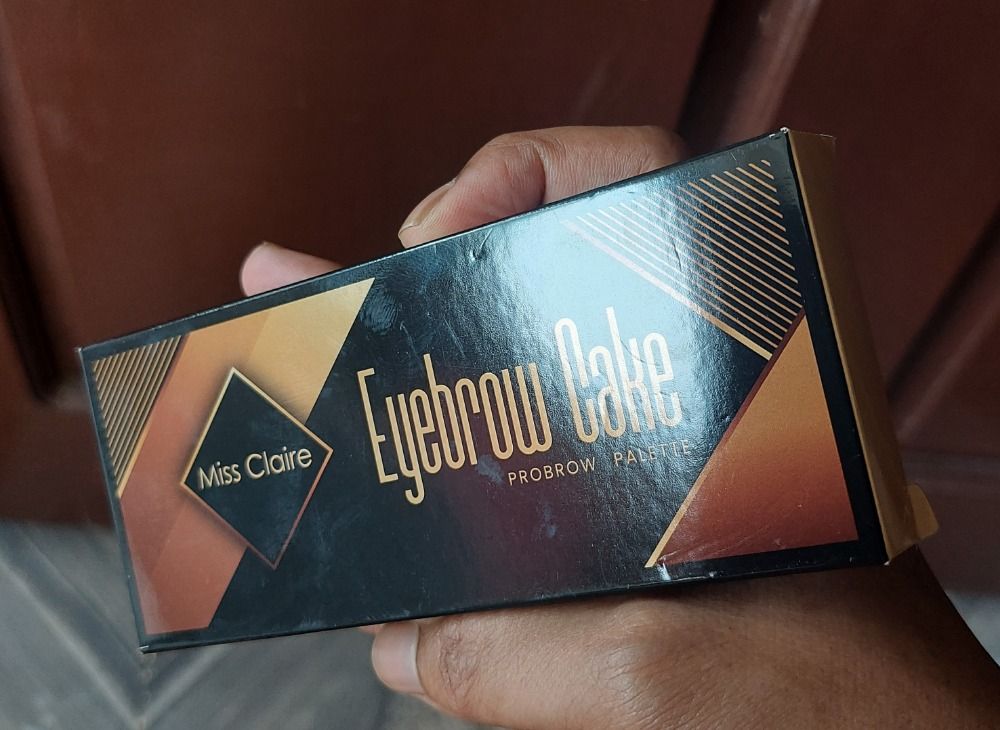 Miss Claire
Eyebrow Cake
PROBROW PALETTE